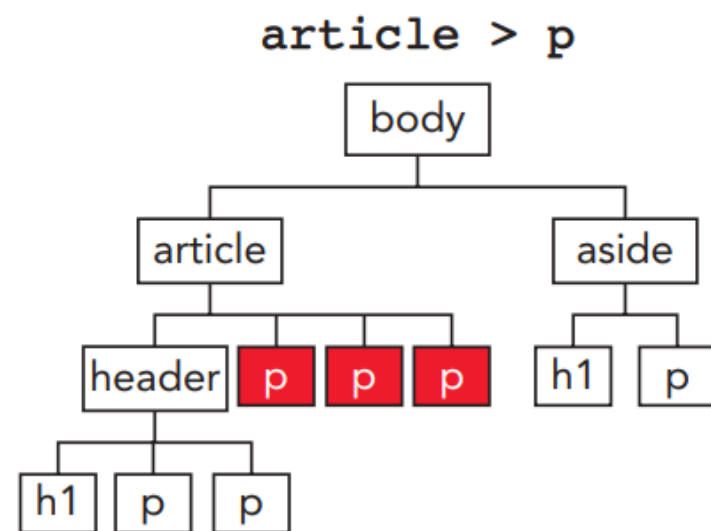 article > p
body
article aside
header p p p h1 p
h1 p p